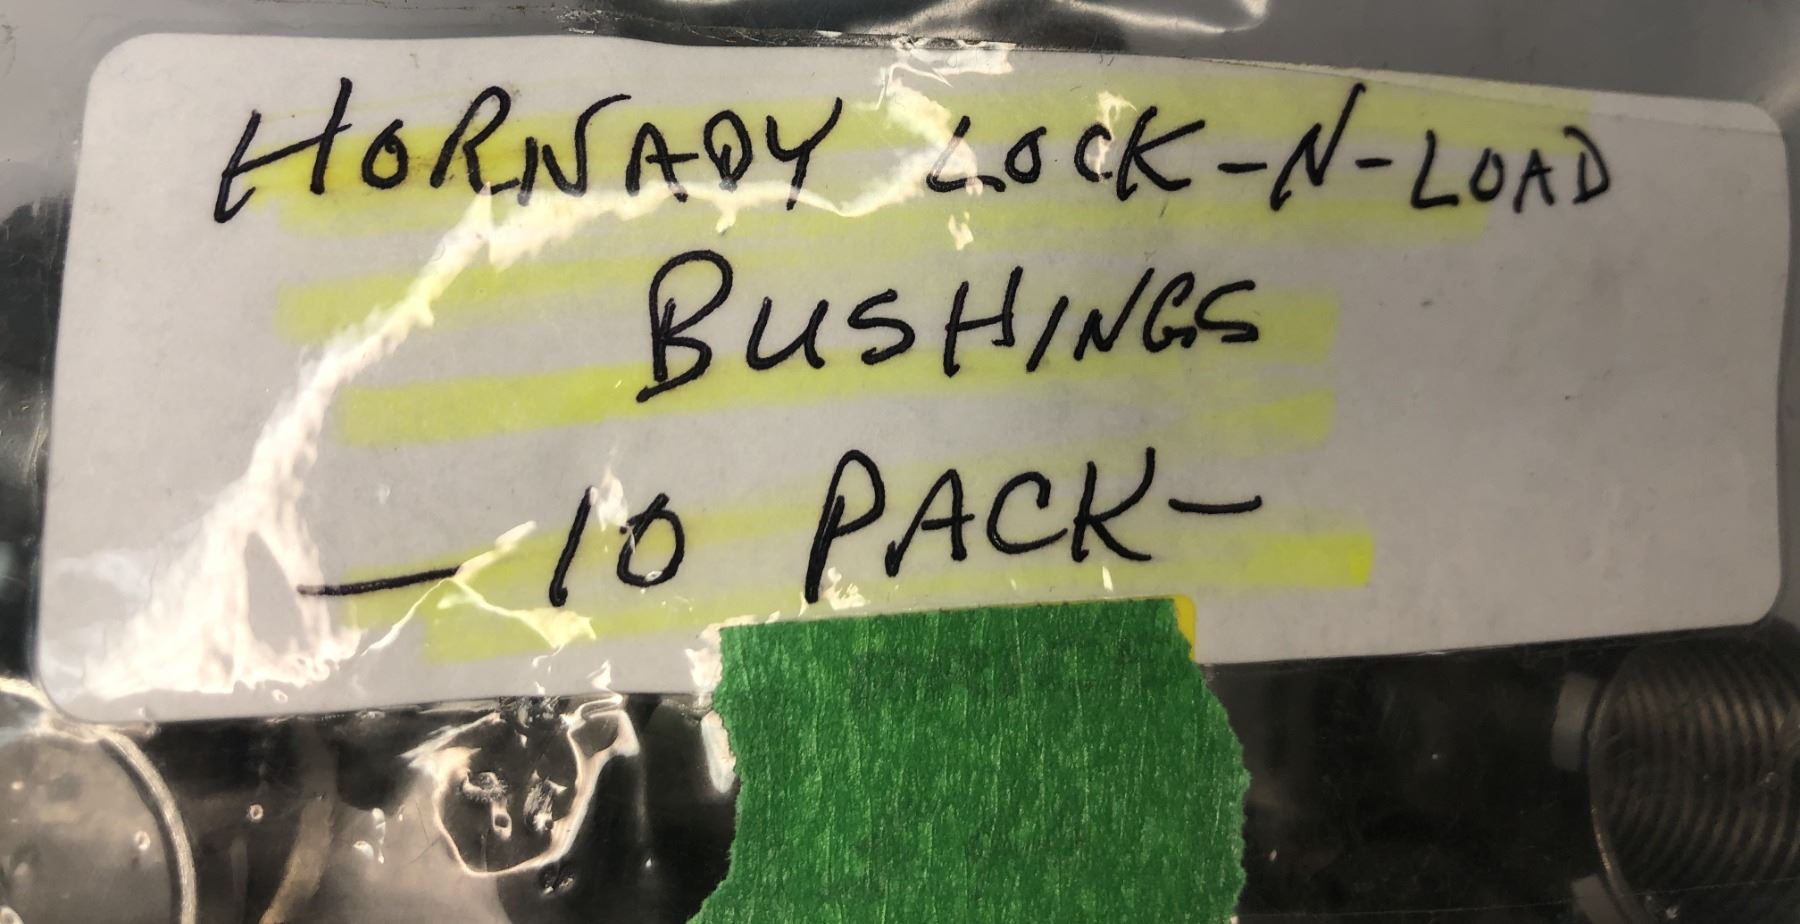 HORNADY LOCK-N-LOAD
BUSHINGS
- 10 PACK -